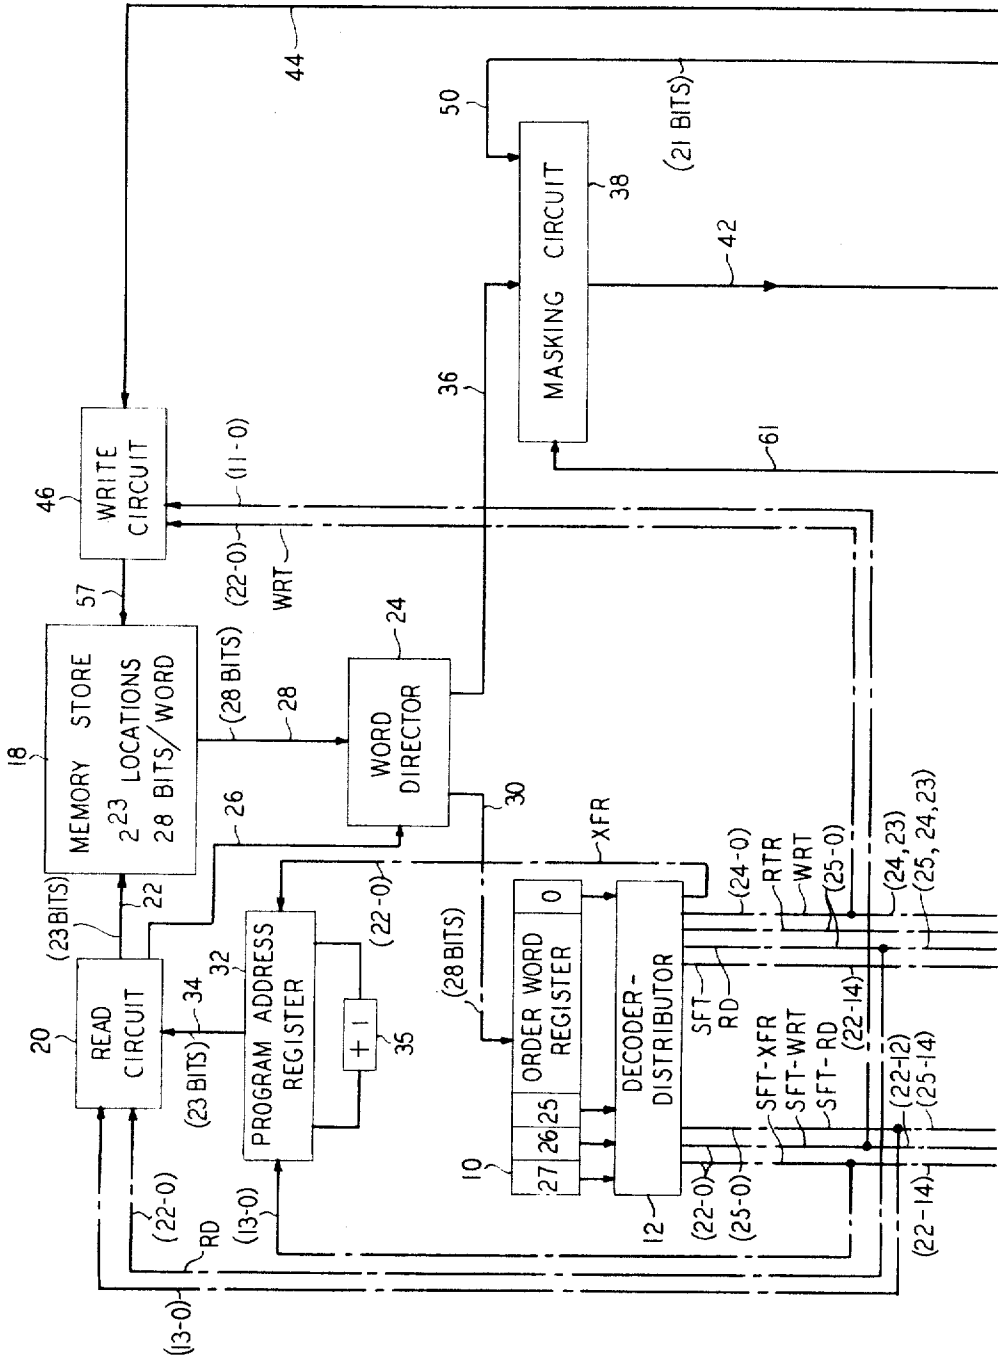 44
50
(21 BITS)
MASKING CIRCUIT
38
42
36
61
46
WRITE
CIRCUIT
(11-0)
(22-0)
WRT
57
18
MEMORY STORE
2^23 LOCATIONS
28 BITS/WORD
(28 BITS)
28
24
WORD
DIRECTOR
26
30
(23 BITS)
22
20
READ
CIRCUIT
34
(23 BITS)
32
PROGRAM ADDRESS
REGISTER
+1
35
(22-0)
XFR
(28 BITS)
(13-0)
(22-0)
RD
(13-0)
10
27 26 25 ORDER WORD
REGISTER 0
12
DECODER-
DISTRIBUTOR
(24-0)
RTR
WRT
(25-0)
(24,23)
(25,24,23)
SFT
RD
(22-14)
SFT-XFR
SFT-WRT
SFT-RD
(22-0)
(25-0)
(22-12)
(25-14)
(22-14)